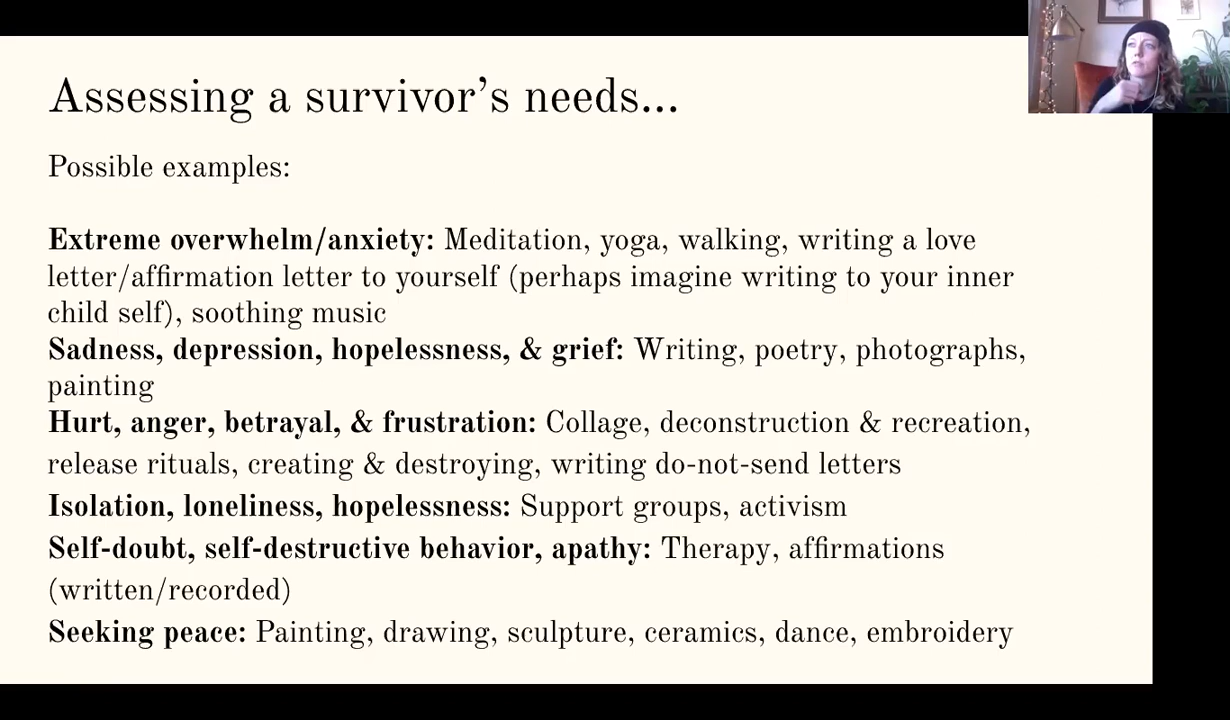 Assessing a survivor's needs...
Possible examples:
Extreme overwhelm/anxiety: Meditation, yoga, walking, writing a love
letter/affirmation letter to yourself (perhaps imagine writing to your inner
child self), soothing music
Sadness, depression, hopelessness, & grief: Writing, poetry, photographs,
painting
Hurt, anger, betrayal, & frustration: Collage, deconstruction & recreation,
release rituals, creating & destroying, writing do-not-send letters
Isolation, loneliness, hopelessness: Support groups, activism
Self-doubt, self-destructive behavior, apathy: Therapy, affirmations
(written/recorded)
Seeking peace: Painting, drawing, sculpture, ceramics, dance, embroidery